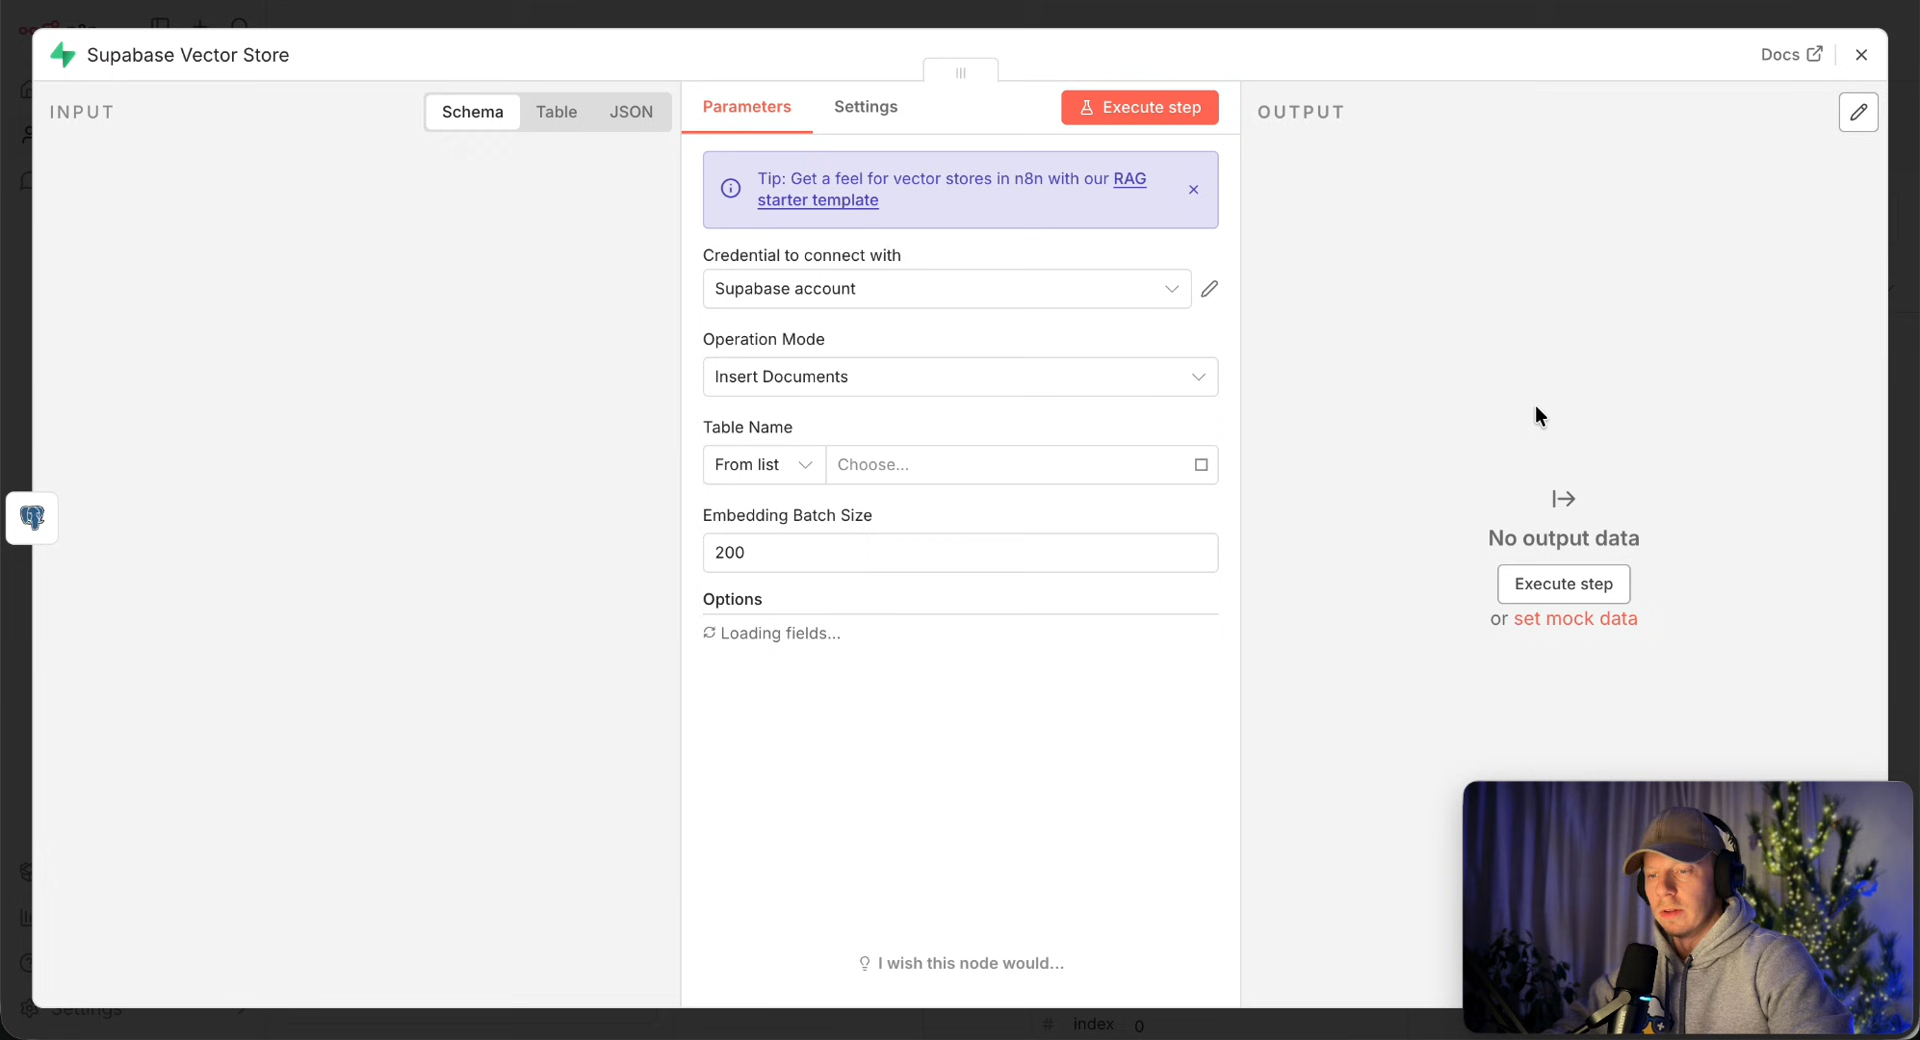 Supabase Vector Store
Docs
INPUT
Schema
Table
JSON
Parameters
Settings
Execute step
OUTPUT
Tip: Get a feel for vector stores in n8n with our RAG
starter template
Credential to connect with
Supabase account
Operation Mode
Insert Documents
Table Name
From list
Choose...
Embedding Batch Size
200
Options
Loading fields...
No output data
Execute step
or set mock data
I wish this node would...
Settings
# index 0